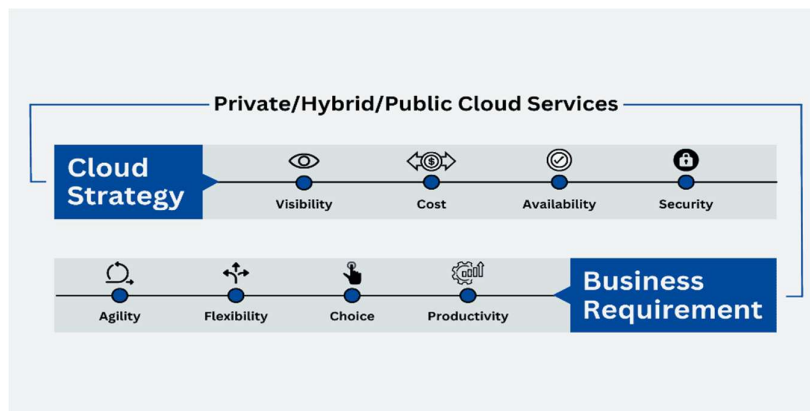 Private/Hybrid/Public Cloud Services
Cloud
Strategy
Visibility
Cost
Availability
Security
Agility
Flexibility
Choice
Productivity
Business
Requirement